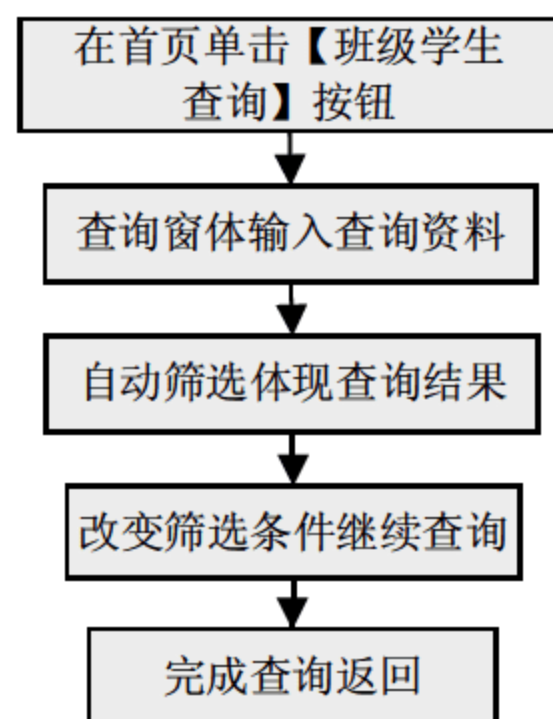 在首页单击【班级学生
查询】按钮
查询窗体输入查询资料
自动筛选体现查询结果
改变筛选条件继续查询
完成查询返回